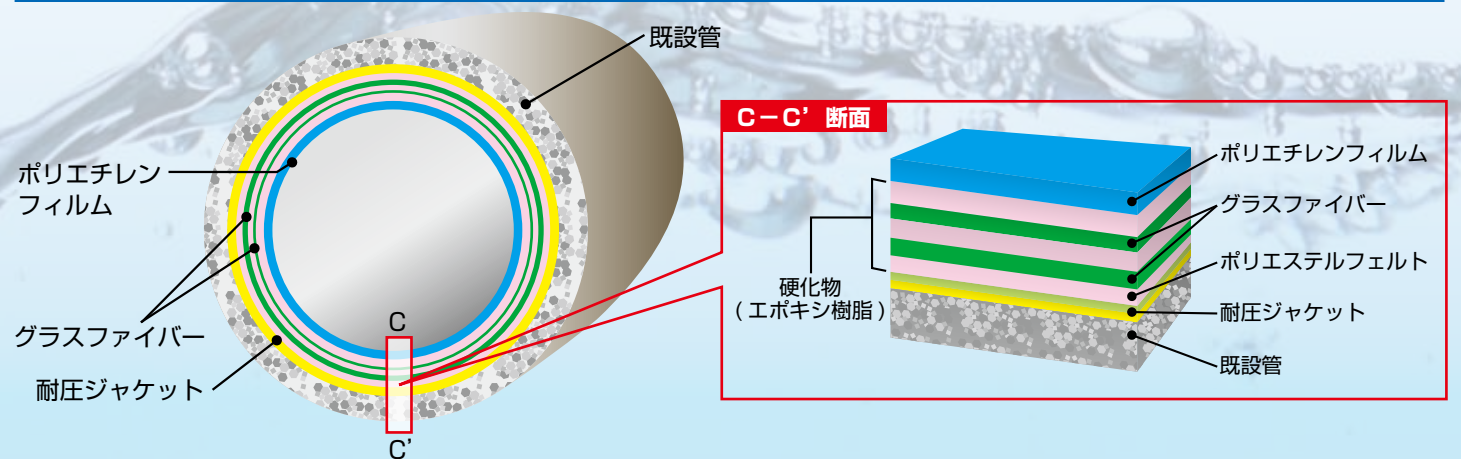 既設管
ポリエチレン
フィルム
グラスファイバー
耐圧ジャケット
C
C’
C−C’ 断面
ポリエチレンフィルム
グラスファイバー
ポリエステルフェルト
耐圧ジャケット
既設管
硬化物
(エポキシ樹脂)